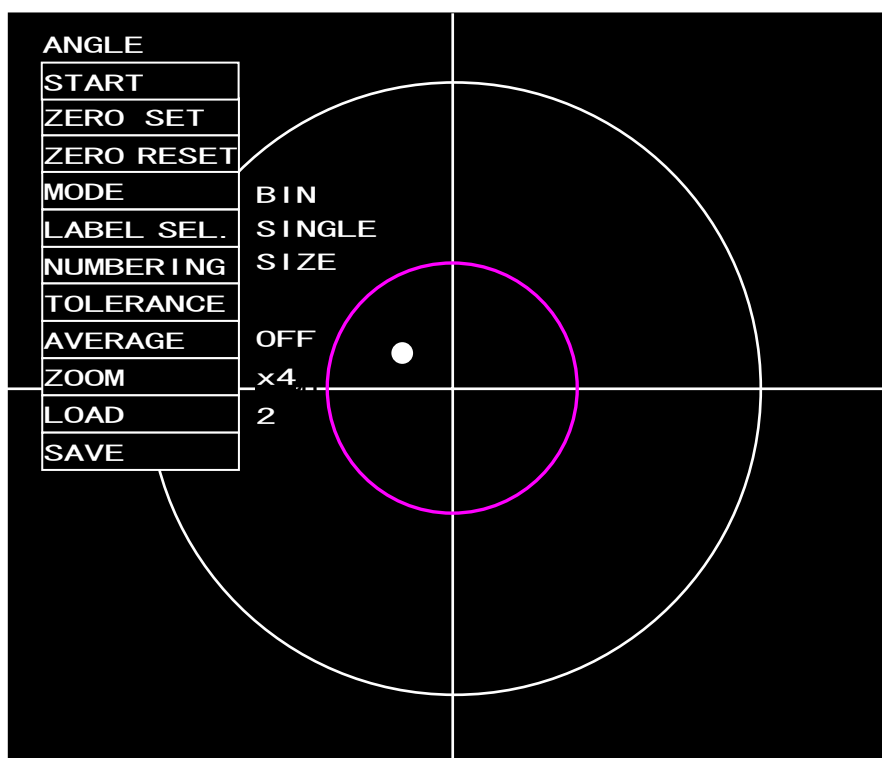 ANGLE
START
ZERO SET
ZERO RESET
MODE BIN
LABEL SEL. SINGLE
NUMBERING SIZE
TOLERANCE
AVERAGE OFF
ZOOM x4
LOAD 2
SAVE